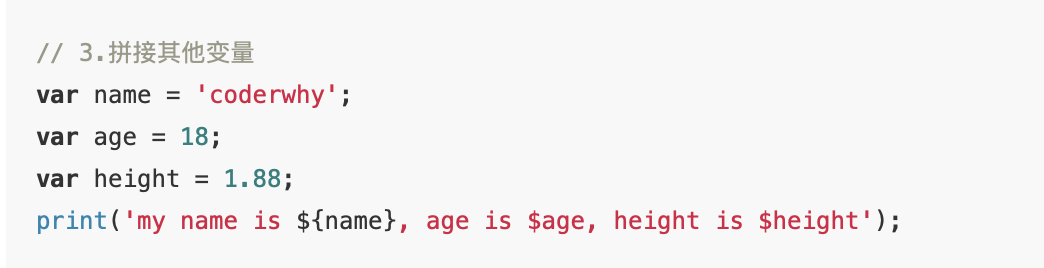 // 3.拼接其他变量
var name = 'coderwhy';
var age = 18;
var height = 1.88;
print('my name is ${name}, age is $age, height is $height');